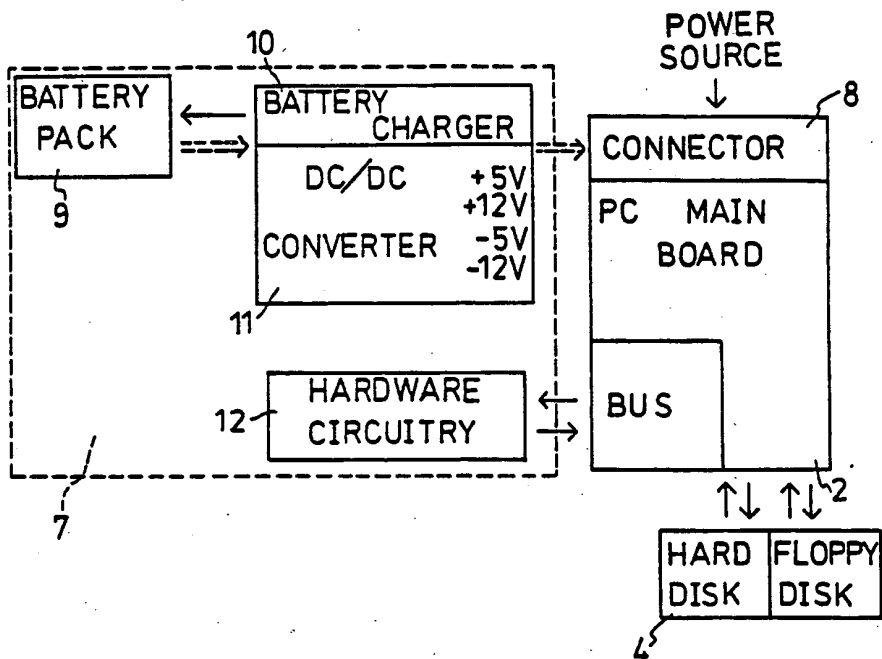 POWER
SOURCE
10
8
BATTERY
PACK
9
BATTERY
CHARGER
DC/DC
CONVERTER
+5V
+12V
-5V
-12V
11
CONNECTOR
PC MAIN
BOARD
BUS
2
HARDWARE
CIRCUITRY
12
7
HARD
DISK
FLOPPY
DISK
4